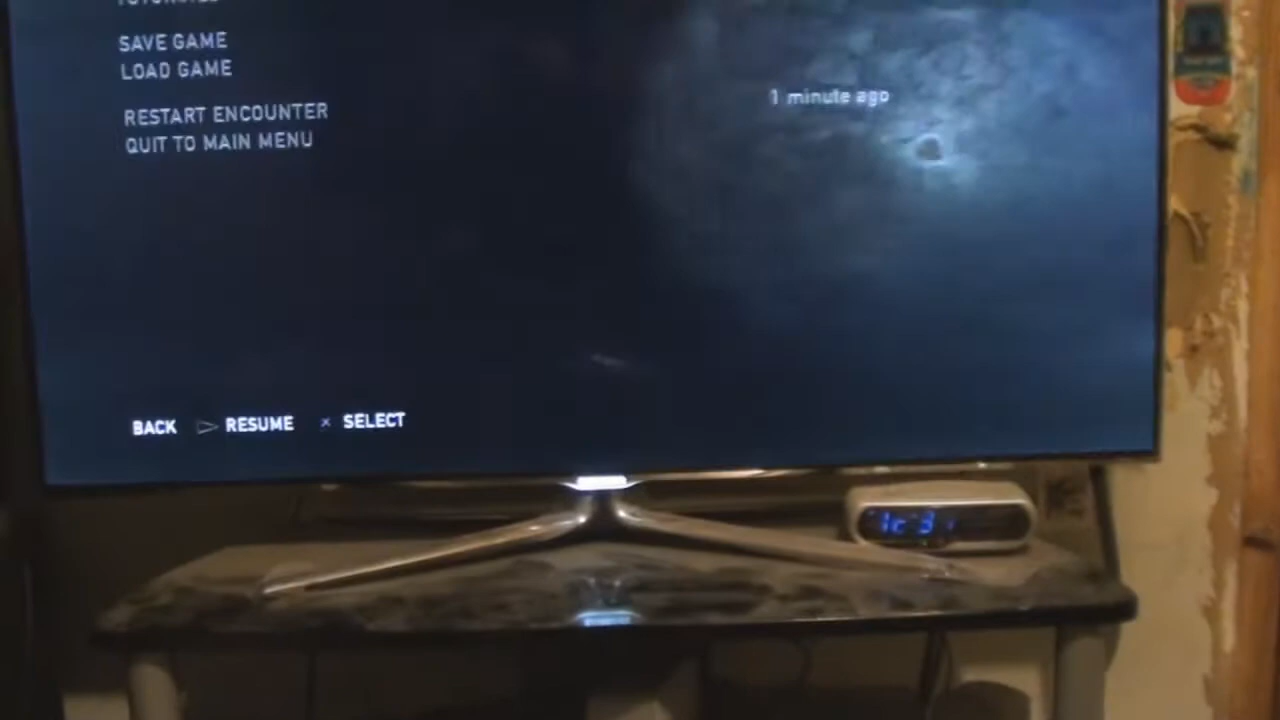 SAVE GAME
LOAD GAME
RESTART ENCOUNTER
QUIT TO MAIN MENU
1 minute ago
BACK RESUME × SELECT